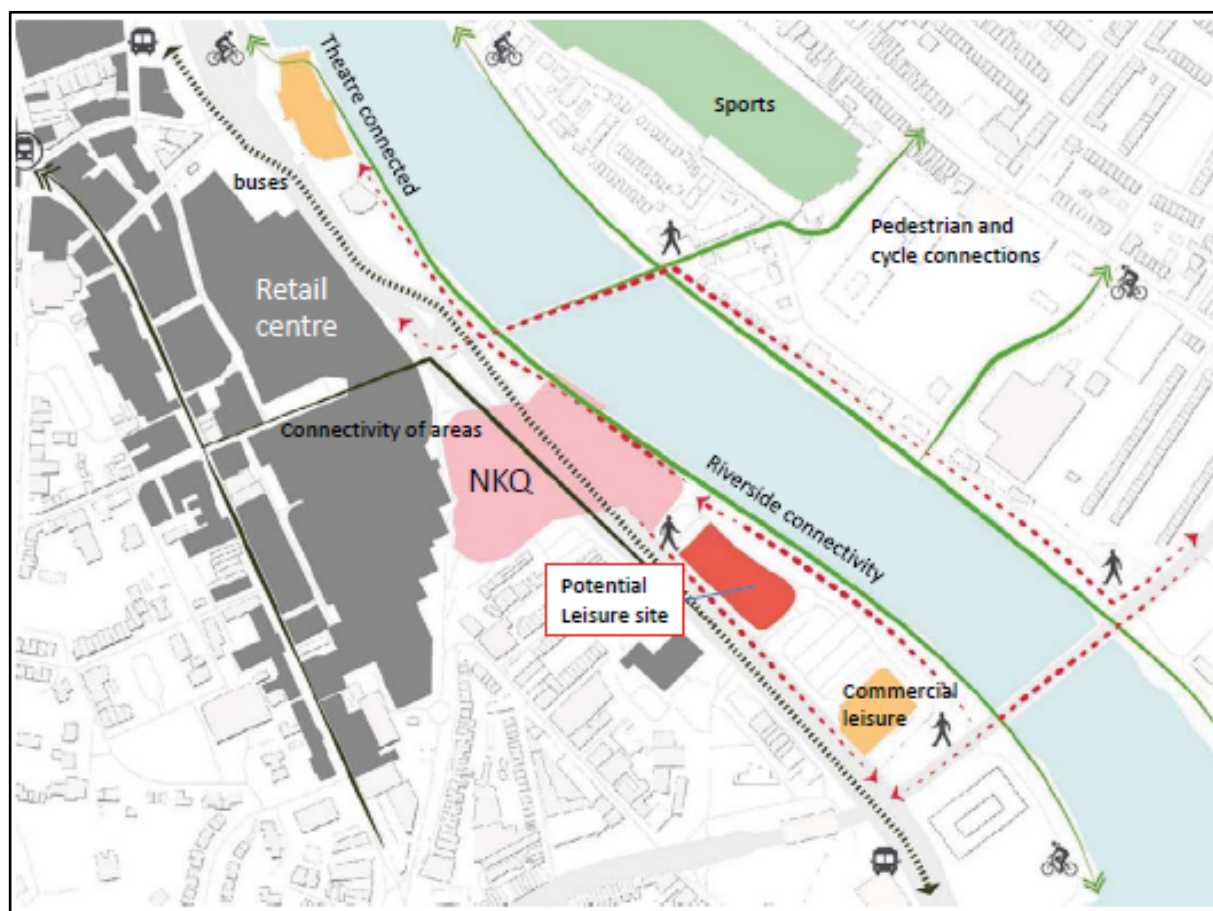 Theatre connected
Sports
buses
Pedestrian and
cycle connections
Retail
centre
Connectivity of areas
NKQ
Riverside connectivity
Potential
Leisure site
Commercial
leisure